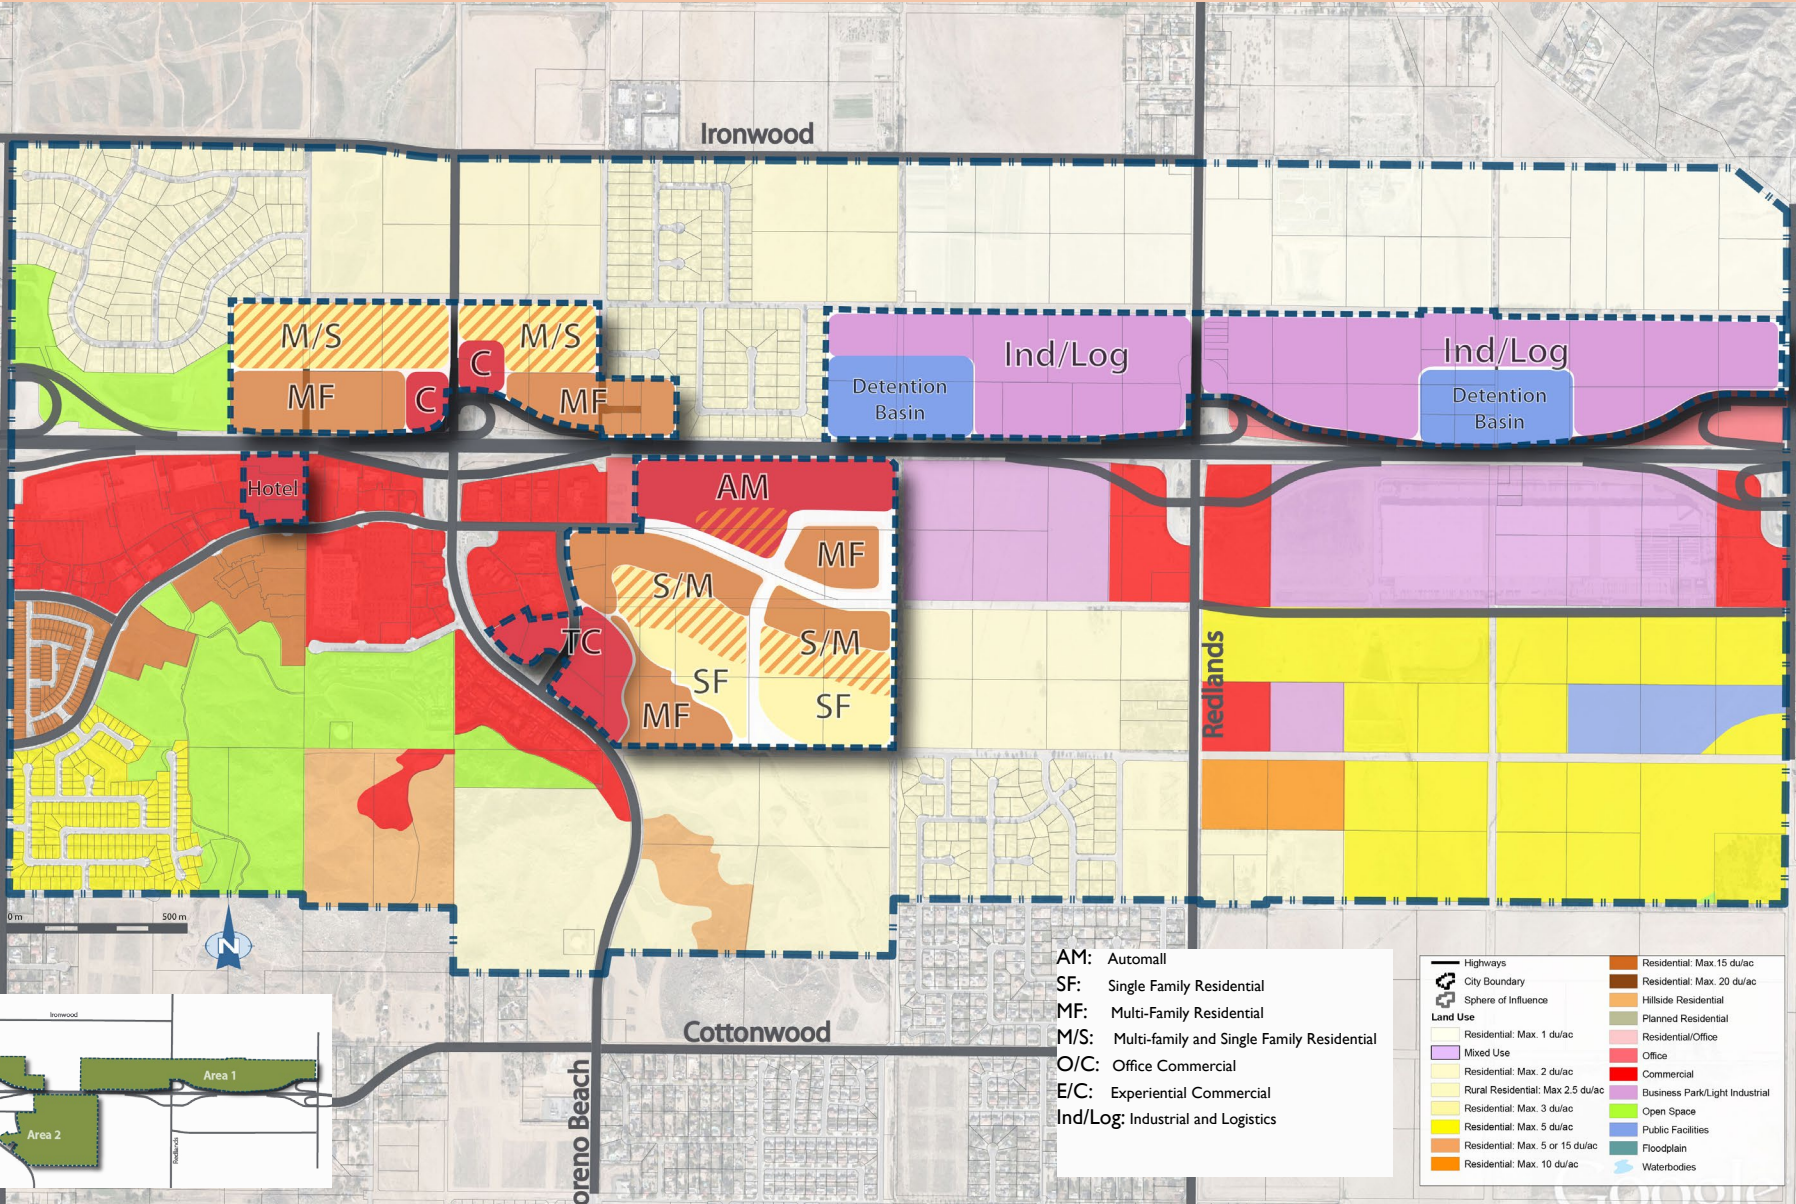 Ironwood
M/S
M/S
C
MF
C
MF
Ind/Log
Detention
Basin
Ind/Log
Detention
Basin
Hotel
AM
MF
S/M
TC
S/M
SF
SF
MF
Redlands
0 m
500 m
N
Cottonwood
oreno Beach
Ironwood
Area 1
Area 2
Redlands
AM: Automall
SF: Single Family Residential
MF: Multi-Family Residential
M/S: Multi-family and Single Family Residential
O/C: Office Commercial
E/C: Experiential Commercial
Ind/Log: Industrial and Logistics
Highways
City Boundary
Sphere of Influence
Land Use
Residential: Max. 1 du/ac
Mixed Use
Residential: Max. 2 du/ac
Rural Residential: Max 2.5 du/ac
Residential: Max. 3 du/ac
Residential: Max. 5 du/ac
Residential: Max. 5 or 15 du/ac
Residential: Max. 10 du/ac
Residential: Max.15 du/ac
Residential: Max. 20 du/ac
Hillside Residential
Planned Residential
Residential/Office
Office
Commercial
Business Park/Light Industrial
Open Space
Public Facilities
Floodplain
Waterbodies
Google